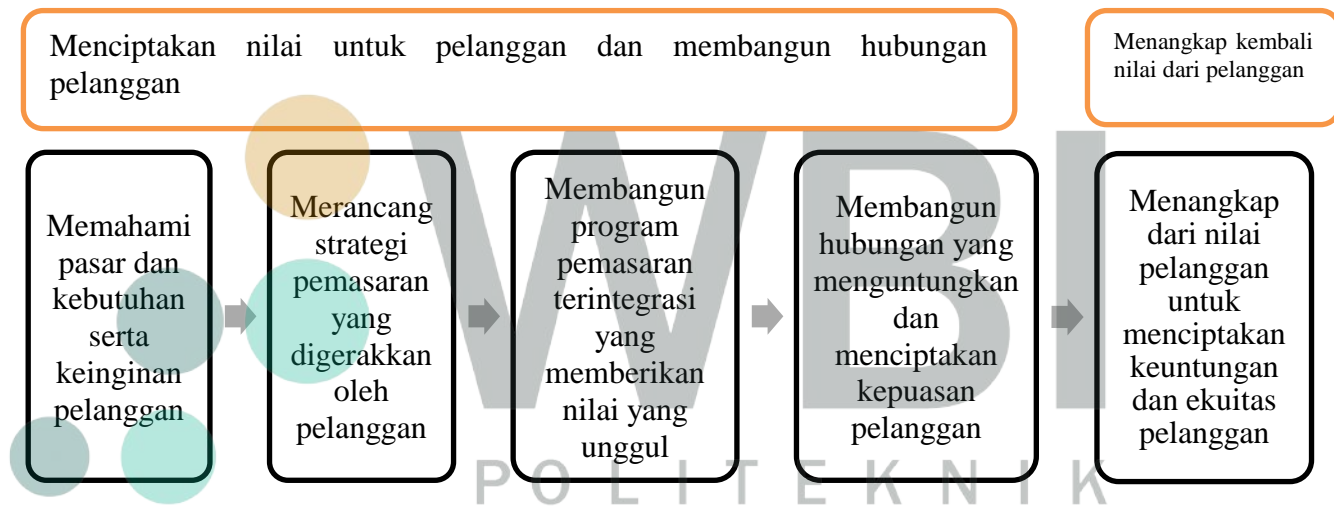 Menciptakan nilai untuk pelanggan dan membangun hubungan
pelanggan
Menangkap kembali
nilai dari pelanggan
Memahami
pasar dan
kebutuhan
serta
keinginan
pelanggan
Merancang
strategi
pemasaran
yang
digerakkan
oleh
pelanggan
Membangun
program
pemasaran
terintegrasi
yang
memberikan
nilai yang
unggul
Membangun
hubungan yang
menguntungkan
dan
menciptakan
kepuasan
pelanggan
Menangkap
dari nilai
pelanggan
untuk
menciptakan
keuntungan
dan ekuitas
pelanggan
WBI
POLITEKNIK